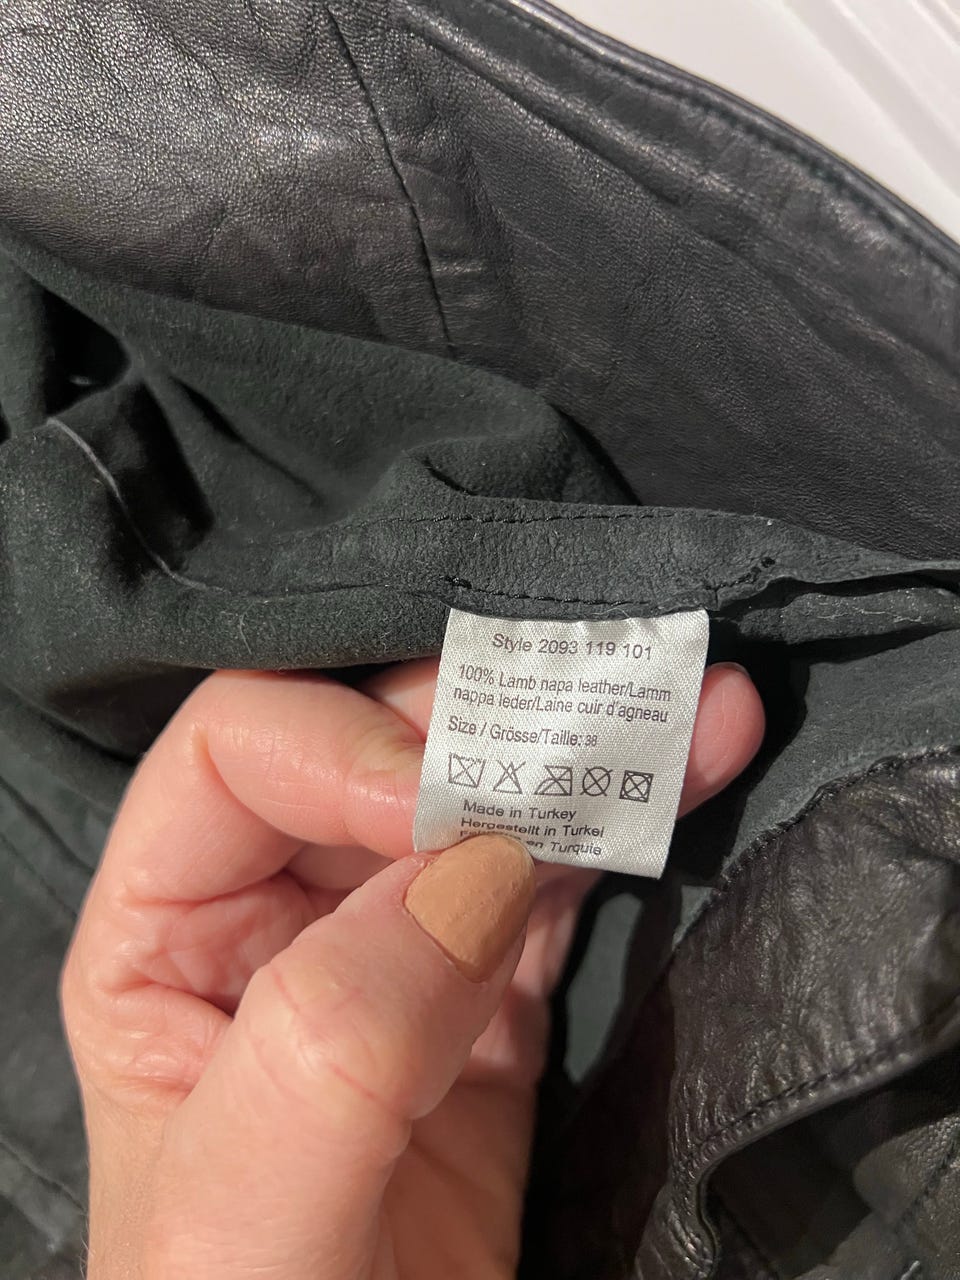 Style 2093 119 101
100% Lamb napa leather/Lamm
nappa leder/Laine cuir d'agneau
Size / Grösse/Taille: 38
Made in Turkey
Hergestellt in Türkei
en Turquie